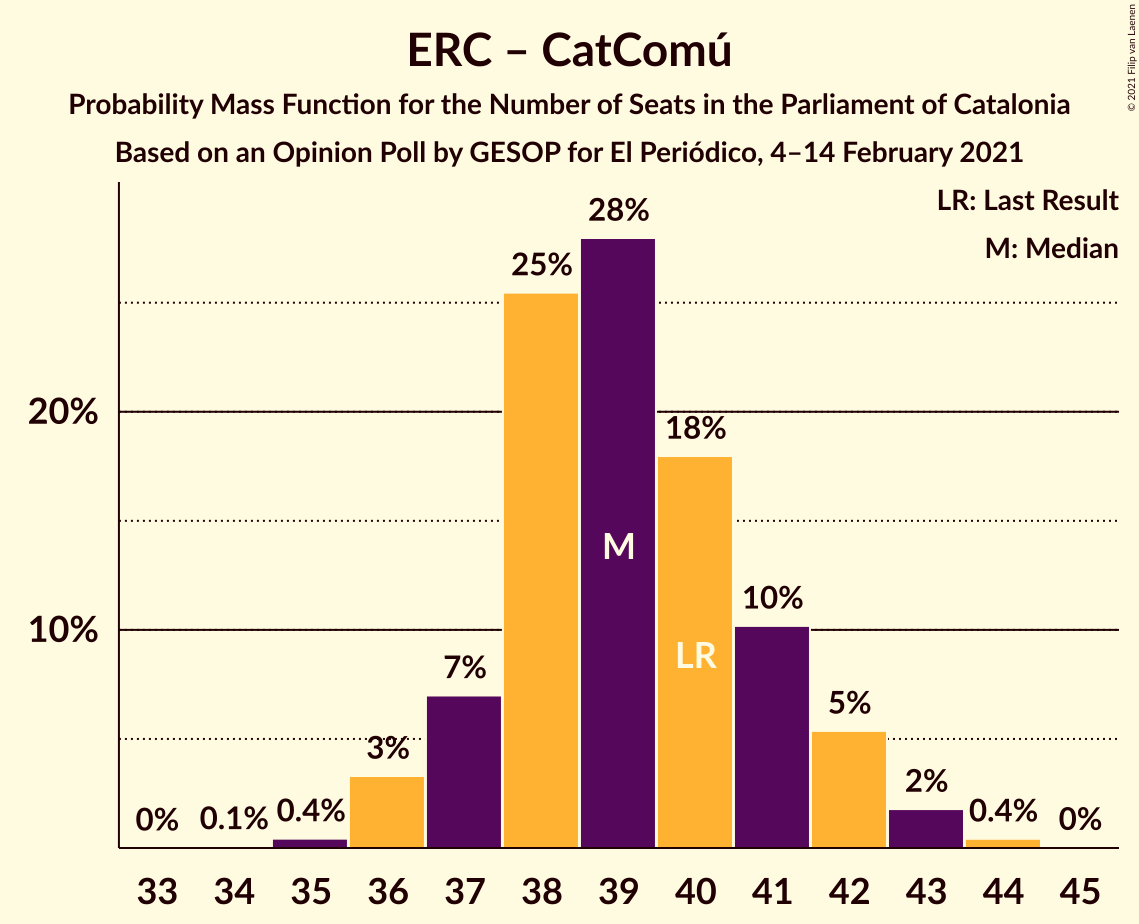 ERC – CatComú
Probability Mass Function for the Number of Seats in the Parliament of Catalonia
Based on an Opinion Poll by GESOP for El Periódico, 4–14 February 2021
© 2021 Filip van Laenen
LR: Last Result
M: Median
20%
10%
0%
0.1%
0.4%
3%
7%
25%
28%
18%
10%
5%
2%
0.4%
0%
M
LR
33 34 35 36 37 38 39 40 41 42 43 44 45